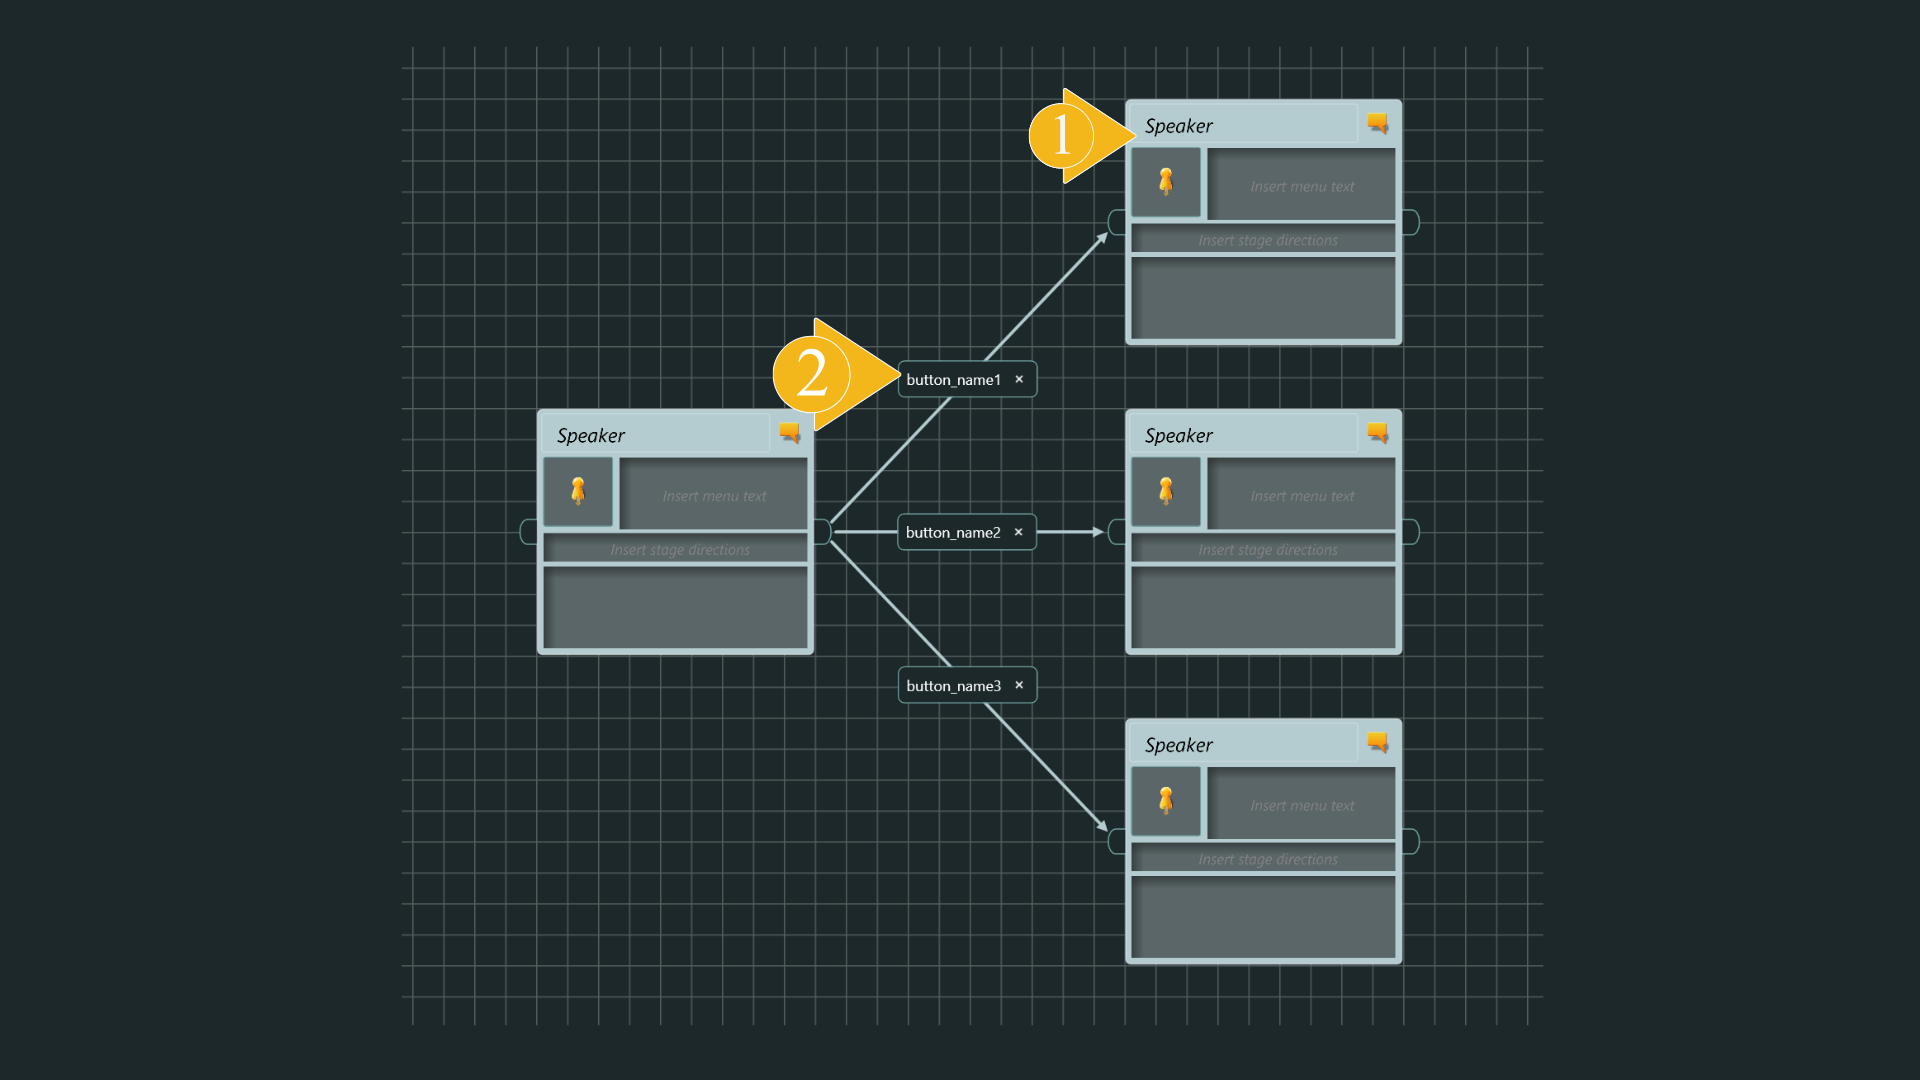 1
Speaker
Insert menu text
Insert stage directions
2
button_name1 ×
Speaker
Insert menu text
Insert stage directions
button_name2 ×
Speaker
Insert menu text
Insert stage directions
button_name3 ×
Speaker
Insert menu text
Insert stage directions